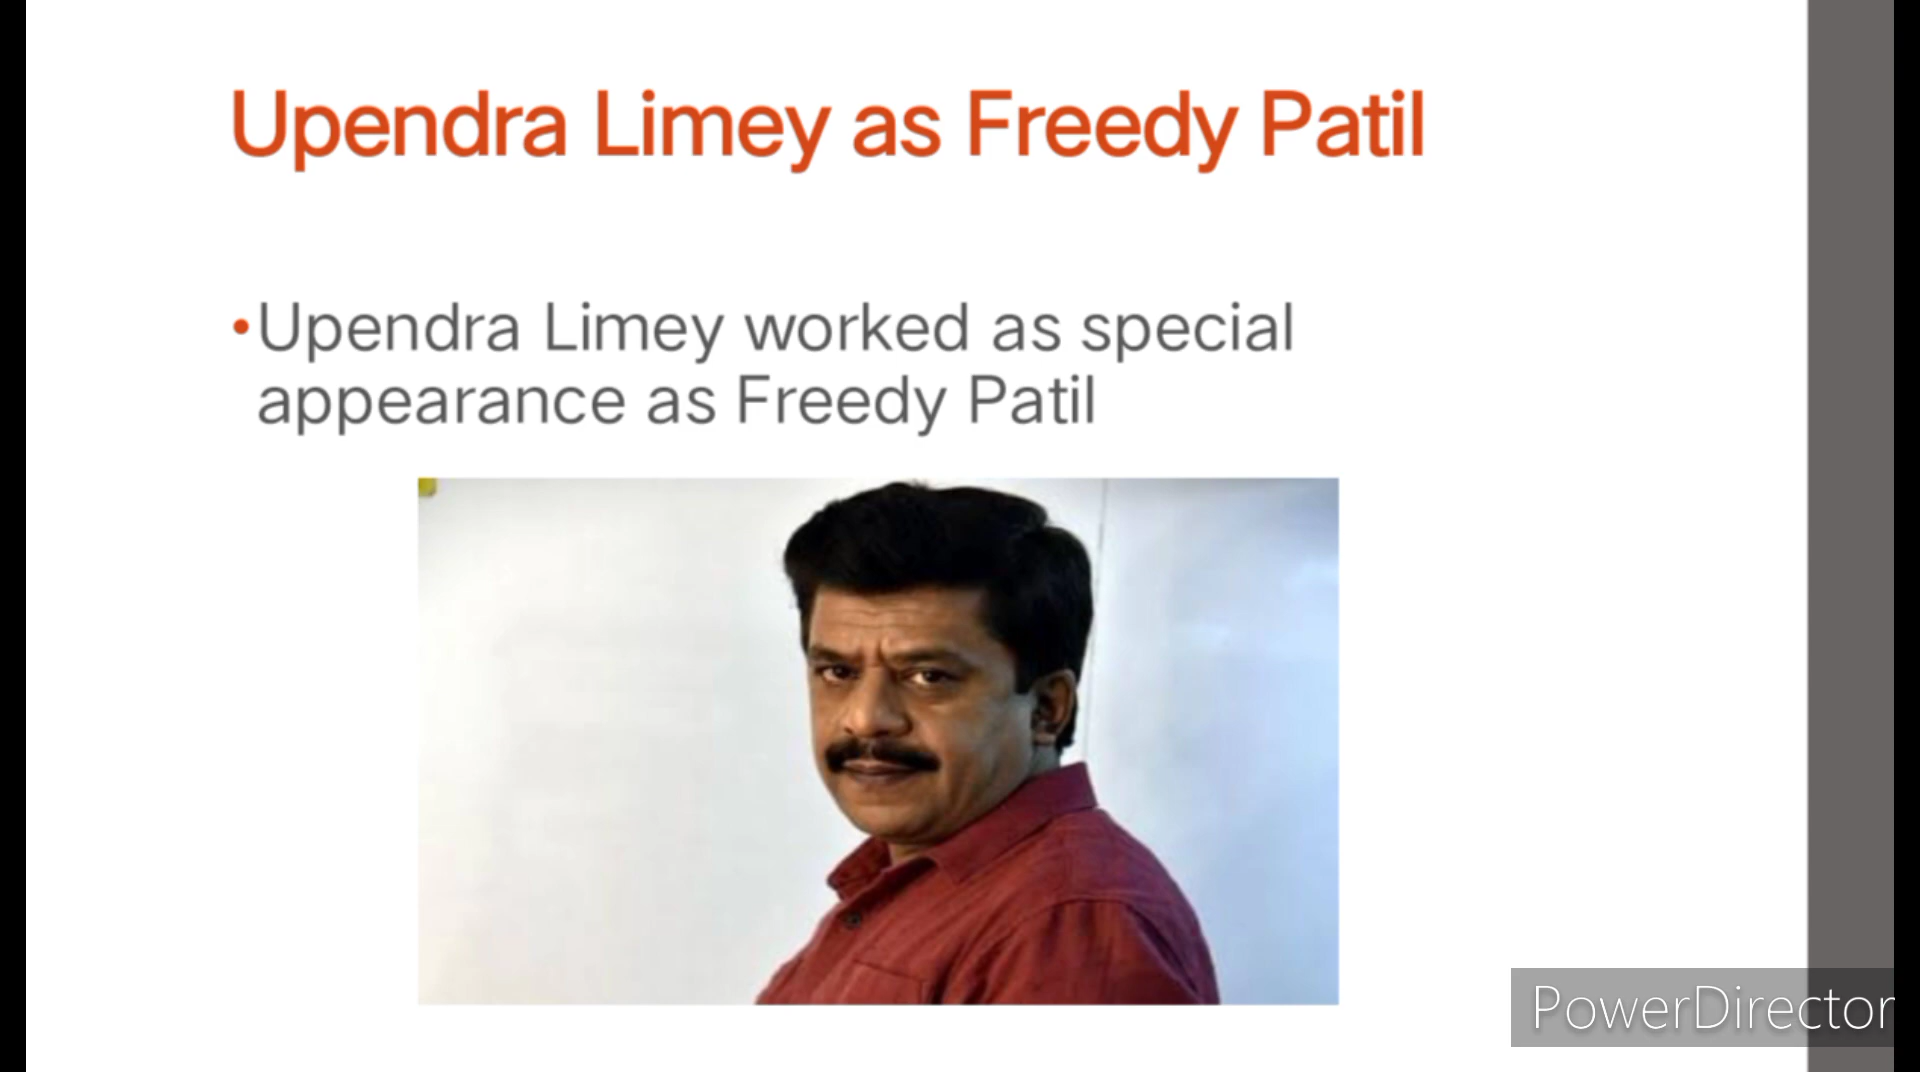 Upendra Limey as Freedy Patil
•Upendra Limey worked as special
appearance as Freedy Patil
PowerDirector